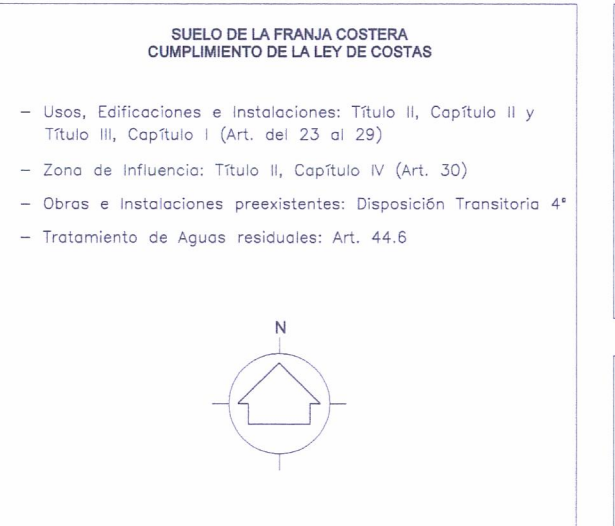 SUELO DE LA FRANJA COSTERA
CUMPLIMIENTO DE LA LEY DE COSTAS
– Usos, Edificaciones e Instalaciones: Título II, Capítulo II y
Título III, Capítulo I (Art. del 23 al 29)
– Zona de Influencia: Título II, Capítulo IV (Art. 30)
– Obras e Instalaciones preexistentes: Disposición Transitoria 4ª
– Tratamiento de Aguas residuales: Art. 44.6
N